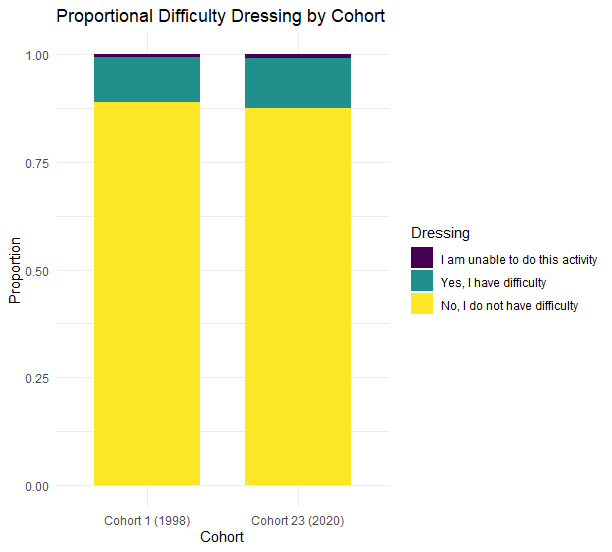 Proportional Difficulty Dressing by Cohort
Proportion
1.00
0.75
0.50
0.25
0.00
Cohort 1 (1998)
Cohort 23 (2020)
Cohort
Dressing
I am unable to do this activity
Yes, I have difficulty
No, I do not have difficulty